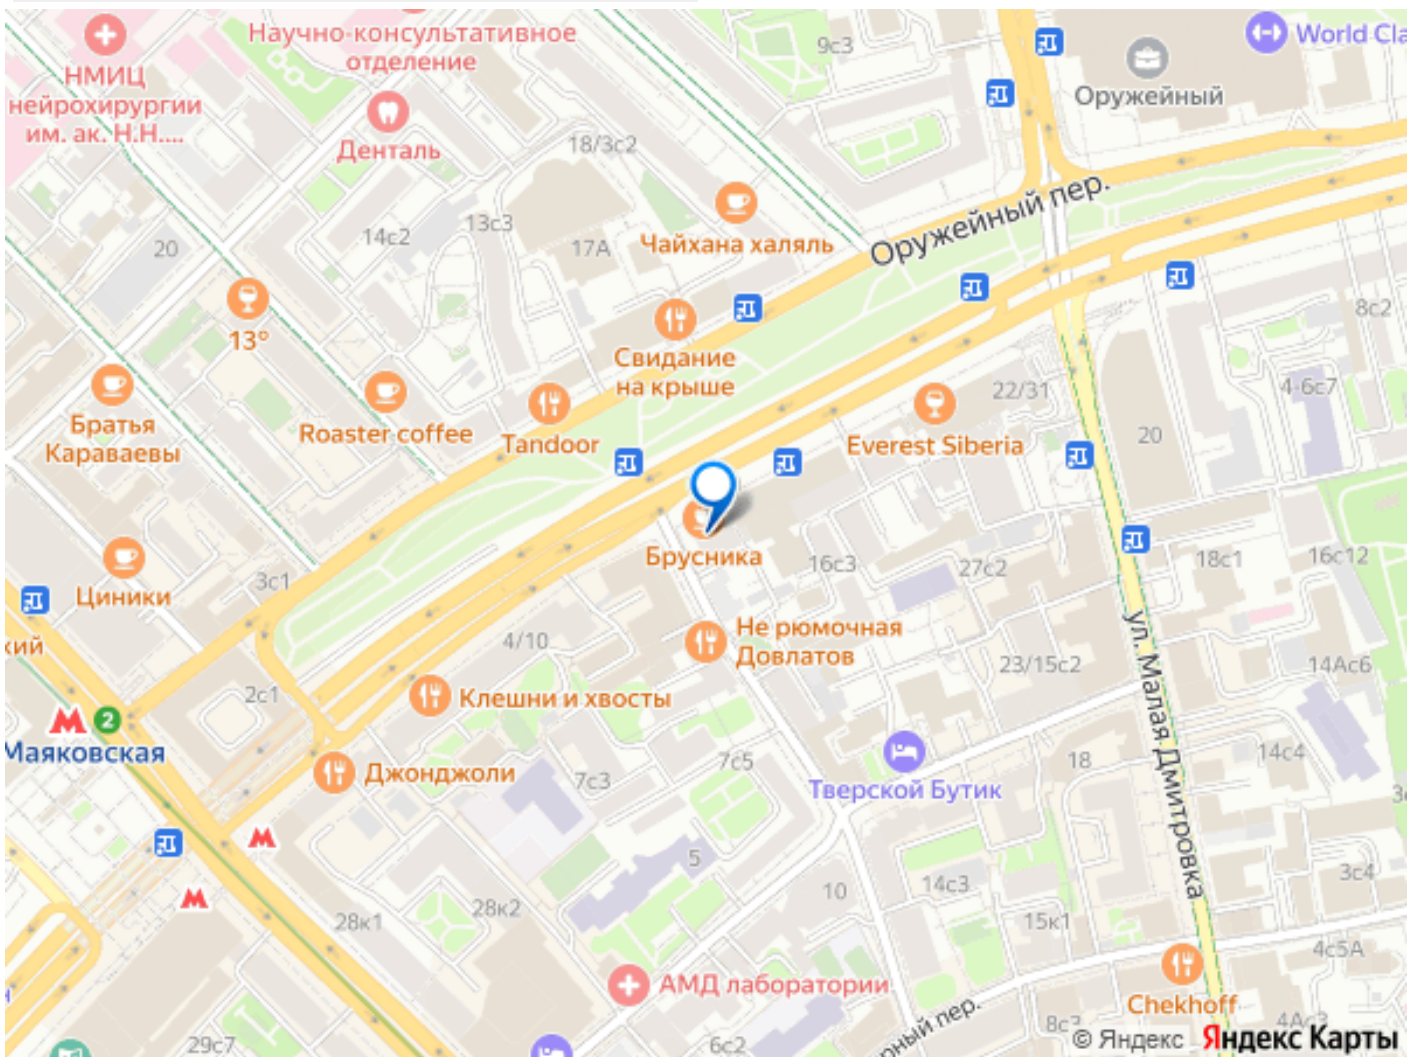 Научно-консультативное
отделение
9с3
World Cla
НМИЦ
нейрохирургии
им. ак. Н.Н....
Оружейный
Денталь
18/3с2
Оружейный пер.
13с3
14с2
20
17А
Чайхана халяль
8с2
13°
Свидание
на крыше
22/31
4-6с7
Братья
Караваевы
Roaster coffee
Tandoor
Everest Siberia
20
Брусника
16с3
27с2
18с1
16с12
3с1
Циники
ул. Малая Дмитровка
кий
4/10
Не рюмочная
Довлатов
23/15с2
14Ас6
2с1
Клешни и хвосты
2
Маяковская
Джонджоли
7с3
7с5
Тверской Бутик
18
14с4
5
10
14с3
3с4
28к1
28к2
15к1
4с5А
АМД лаборатории
Chekhoff
рный пер.
29с7
6с2
8с2
4Ас3
© Яндекс Яндекс Карты